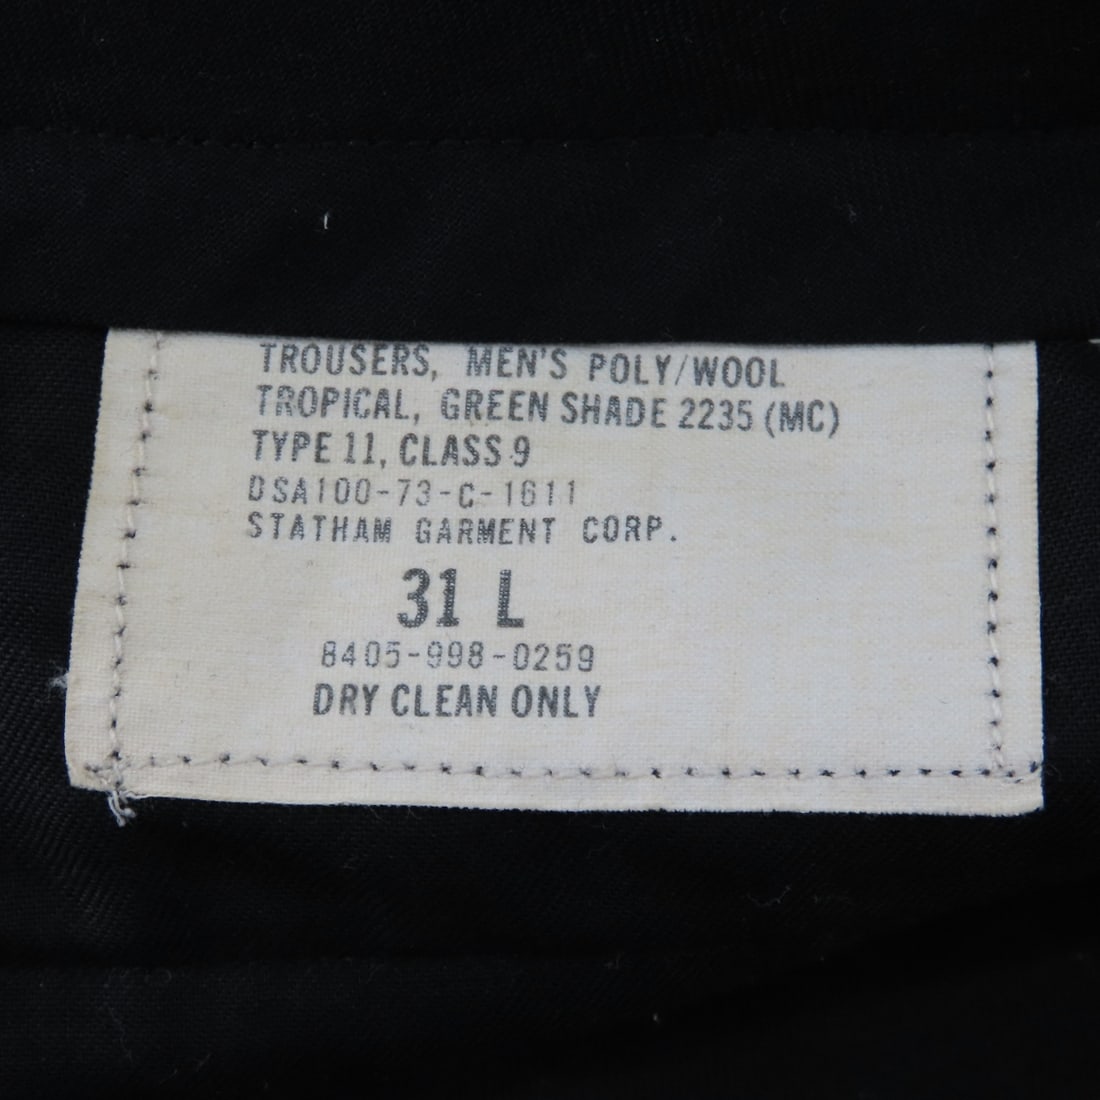 TROUSERS, MEN'S POLY/WOOL
TROPICAL, GREEN SHADE 2235 (MC)
TYPE 11, CLASS 9
DSA100-73-C-1611
STATHAM GARMENT CORP.
31 L
8405-998-0259
DRY CLEAN ONLY